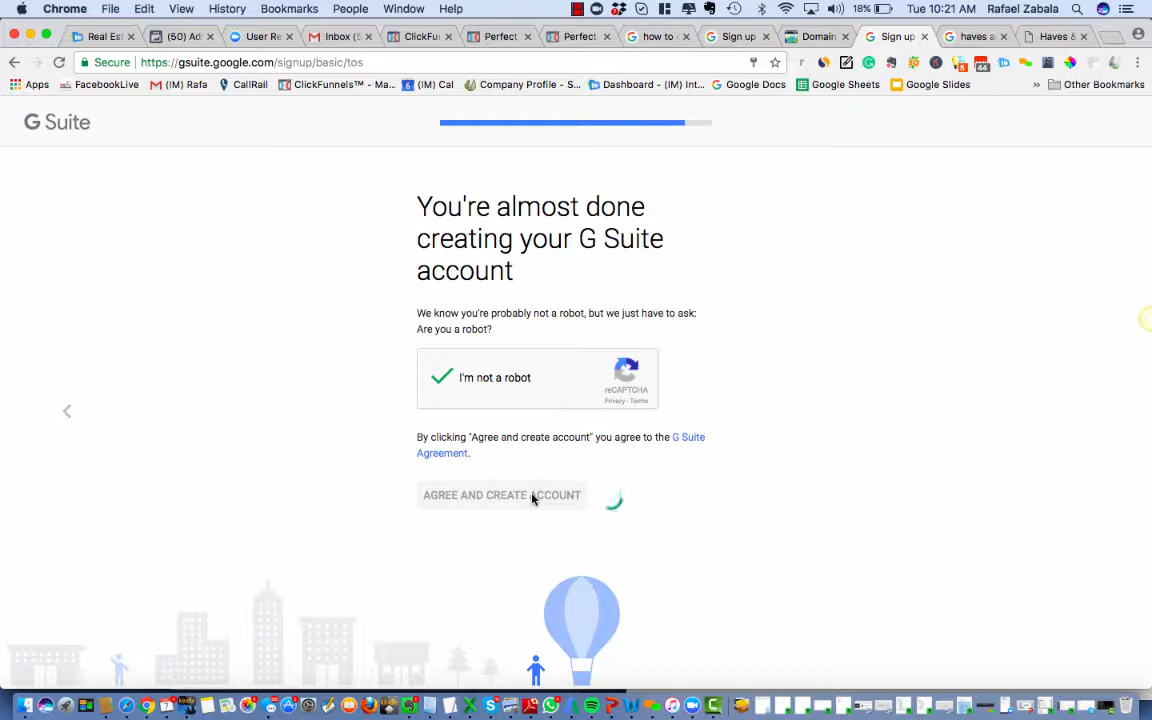 Chrome File Edit View History Bookmarks People Window Help 18% Tue 10:21 AM Rafael Zabala
Real Est (50) Ad User Re Inbox (5 ClickFu Perfect Perfect how to Sign up Domain Sign up haves a Haves &
Secure https://gsuite.google.com/signup/basic/tos
Apps FacebookLive (IM) Rafa CallRail ClickFunnels™ - Ma... 6 (IM) Cal Company Profile - S... Dashboard - (IM) Int... Google Docs Google Sheets Google Slides » Other Bookmarks
G Suite
You're almost done
creating your G Suite
account
We know you're probably not a robot, but we just have to ask:
Are you a robot?
I'm not a robot
reCAPTCHA
Privacy - Terms
By clicking "Agree and create account" you agree to the G Suite
Agreement.
AGREE AND CREATE ACCOUNT